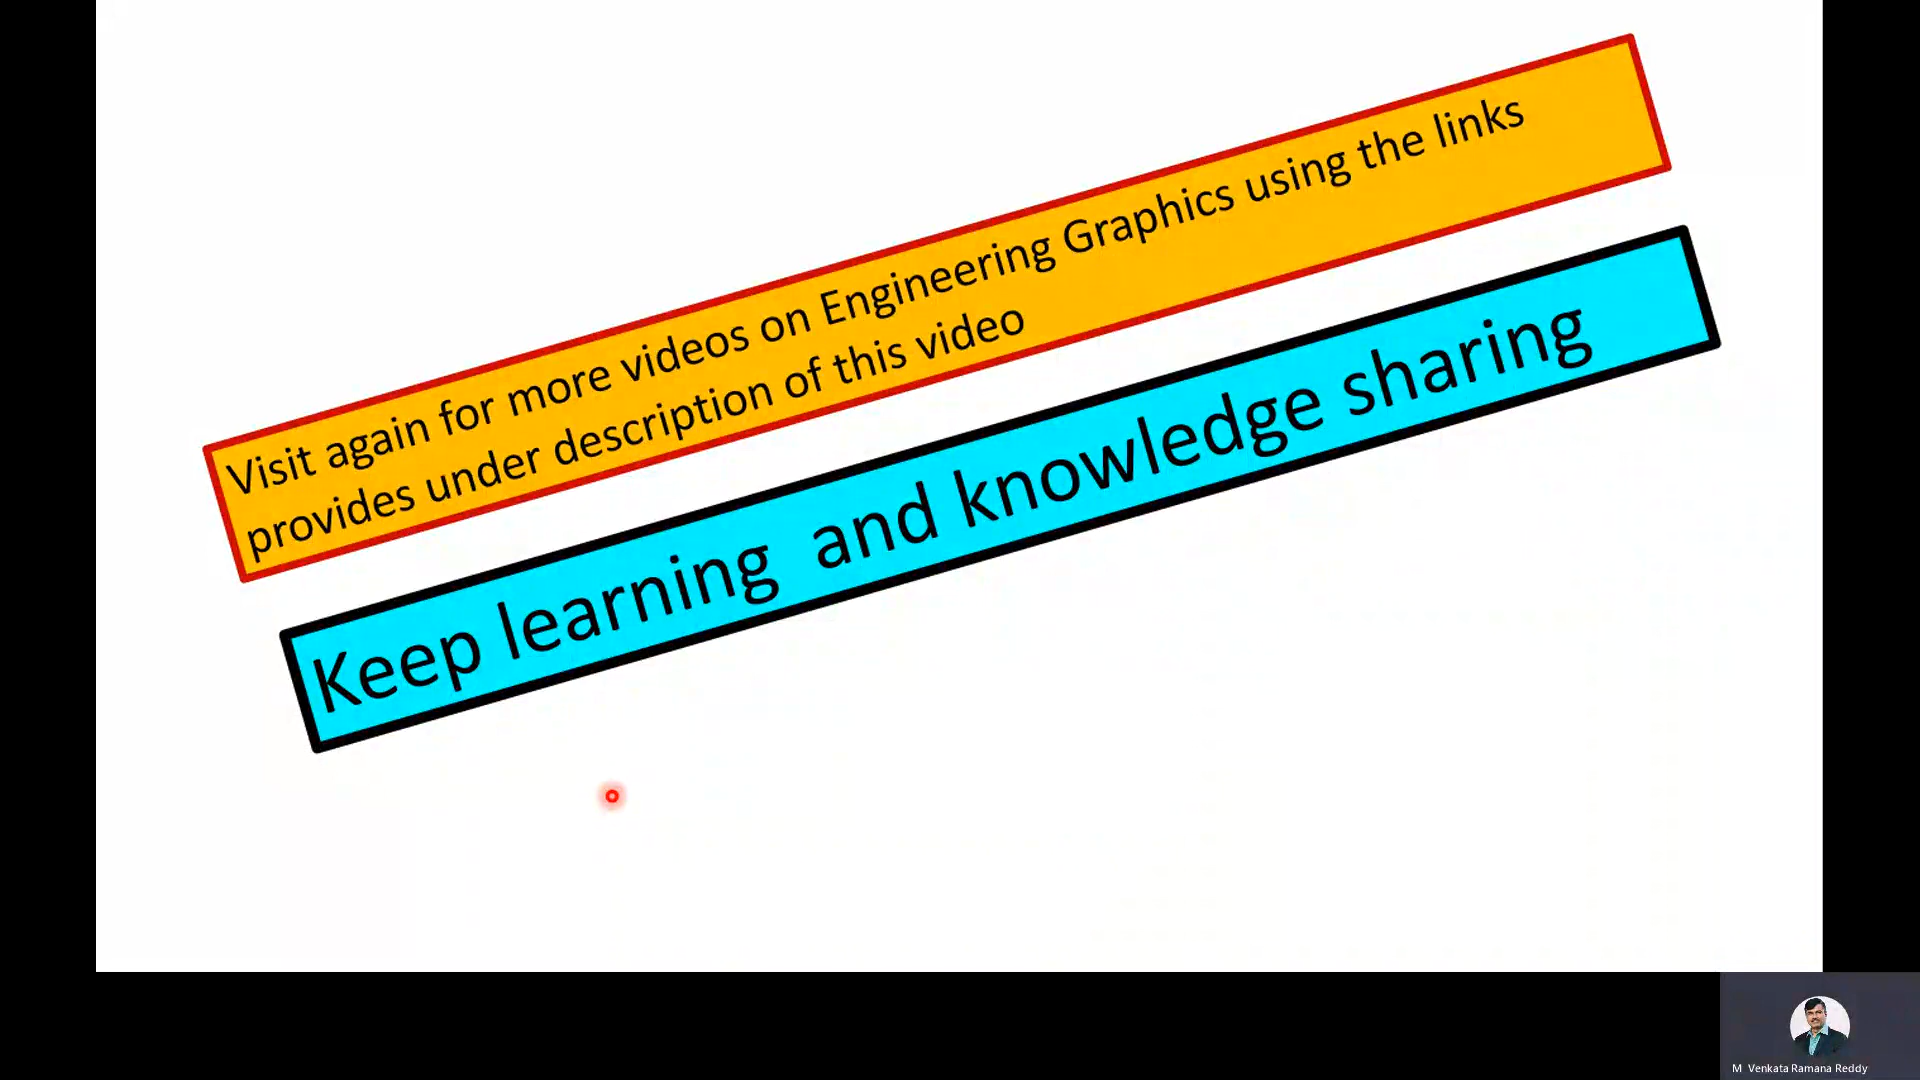 Visit again for more videos on Engineering Graphics using the links
provides under description of this video
Keep learning  and knowledge sharing
M Venkata Ramana Reddy